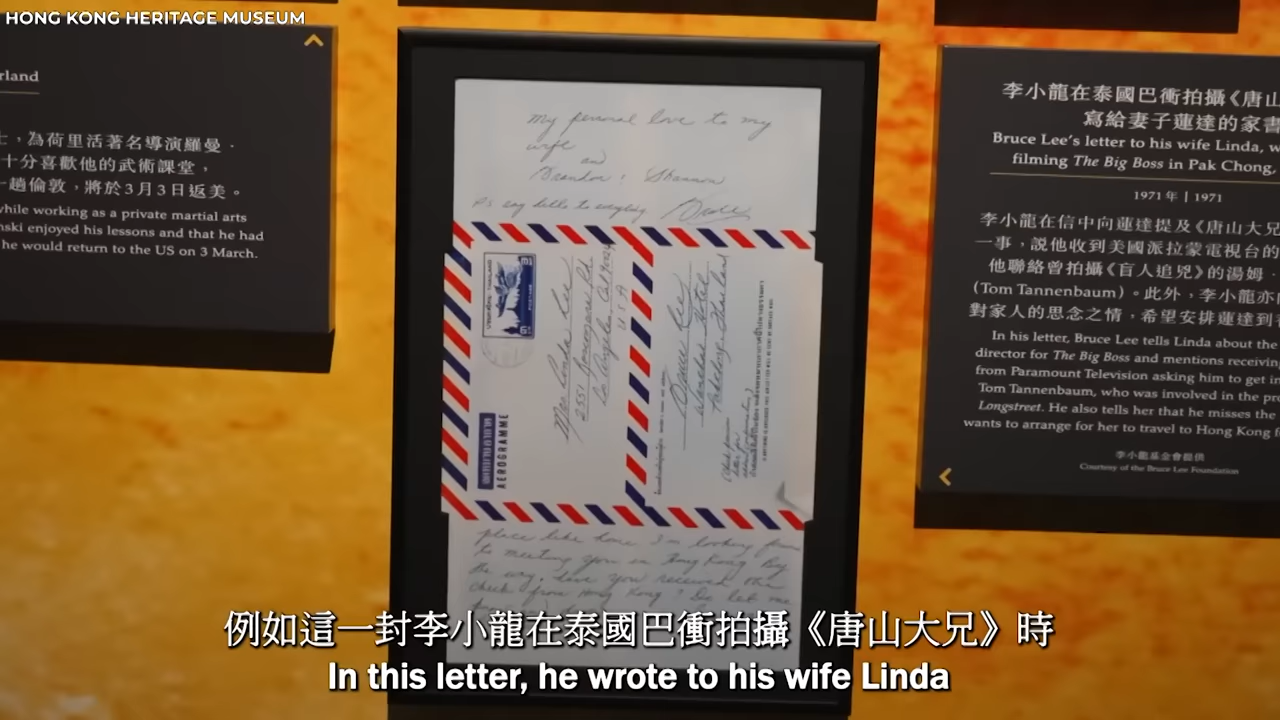 HONG KONG HERITAGE MUSEUM
rland
士，為荷里活著名導演羅曼．
十分喜歡他的武術課堂，
一趟倫敦，將於3月3日返美。
while working as a private martial arts
nski enjoyed his lessons and that he had
he would return to the US on 3 March.
My personal love to my
wife
and
Brandon & Shannon
PS say hello to everybody Bruce
POSTAGE
AEROGRAMME
Mrs Linda Lee
2551 Roscomare Rd.
Los Angeles, Cal 90024
U.S.A
Bruce Lee
Thailand
place like home. I'm looking forw
to meeting you in Hong Kong. By
the way, have you received the
check from Hong Kong? Do let me
李小龍在泰國巴衝拍攝《唐山
寫給妻子蓮達的家書
Bruce Lee's letter to his wife Linda, w
filming The Big Boss in Pak Chong,
1971 年 | 1971
李小龍在信中向蓮達提及《唐山大兄
一事，說他收到美國派拉蒙電視台的
他聯絡曾拍攝《盲人追兇》的湯姆．
(Tom Tannenbaum)。此外，李小龍亦
對家人的思念之情，希望安排蓮達到
In his letter, Bruce Lee tells Linda about the
director for The Big Boss and mentions receiving
from Paramount Television asking him to get in
Tom Tannenbaum, who was involved in the pr
Longstreet. He also tells her that he misses the
wants to arrange for her to travel to Hong Kong f
李小龍基金會提供
Courtesy of the Bruce Lee Foundation
例如這一封李小龍在泰國巴衝拍攝《唐山大兄》時
In this letter, he wrote to his wife Linda